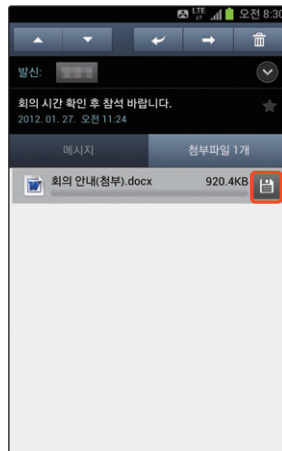 LTE 오전 8:30
발신:
회의 시간 확인 후 참석 바랍니다.
2012. 01. 27. 오전 11:24
메시지 첨부파일 1개
회의 안내(첨부).docx 920.4KB